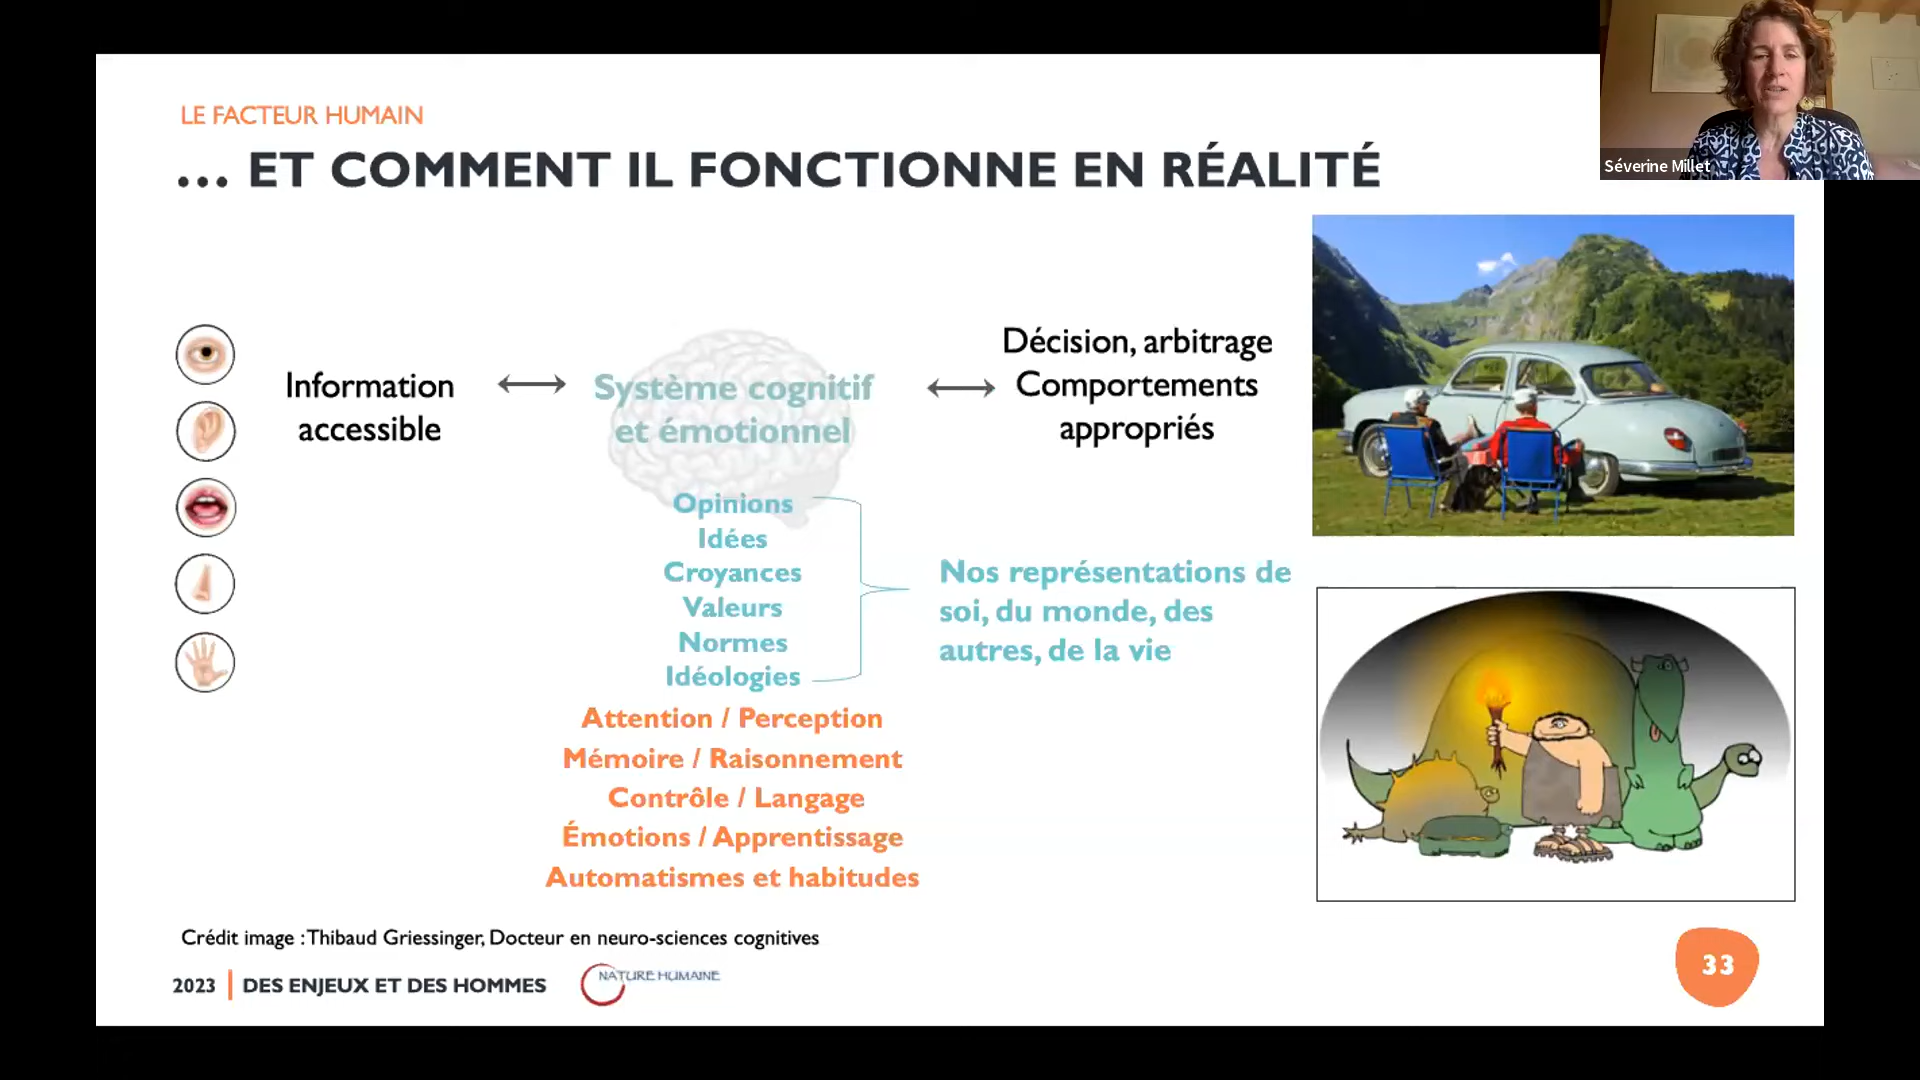 Séverine Millet
LE FACTEUR HUMAIN
... ET COMMENT IL FONCTIONNE EN RÉALITÉ
Information
accessible
Système cognitif
et émotionnel
Décision, arbitrage
Comportements
appropriés
Opinions
Idées
Croyances
Valeurs
Normes
Idéologies
Nos représentations de
soi, du monde, des
autres, de la vie
Attention / Perception
Mémoire / Raisonnement
Contrôle / Langage
Émotions / Apprentissage
Automatismes et habitudes
Crédit image : Thibaud Griessinger, Docteur en neuro-sciences cognitives
2023 | DES ENJEUX ET DES HOMMES
NATURE HUMAINE
33